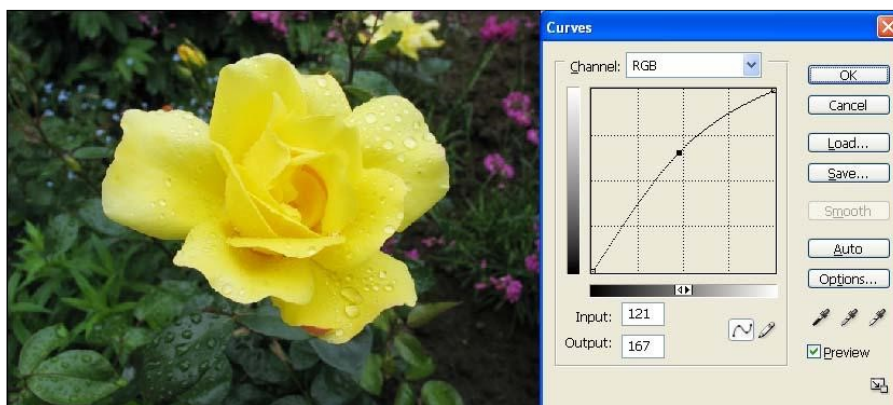 Curves
Channel: RGB
OK
Cancel
Load...
Save...
Smooth
Auto
Options...
Input: 121
Output: 167
Preview